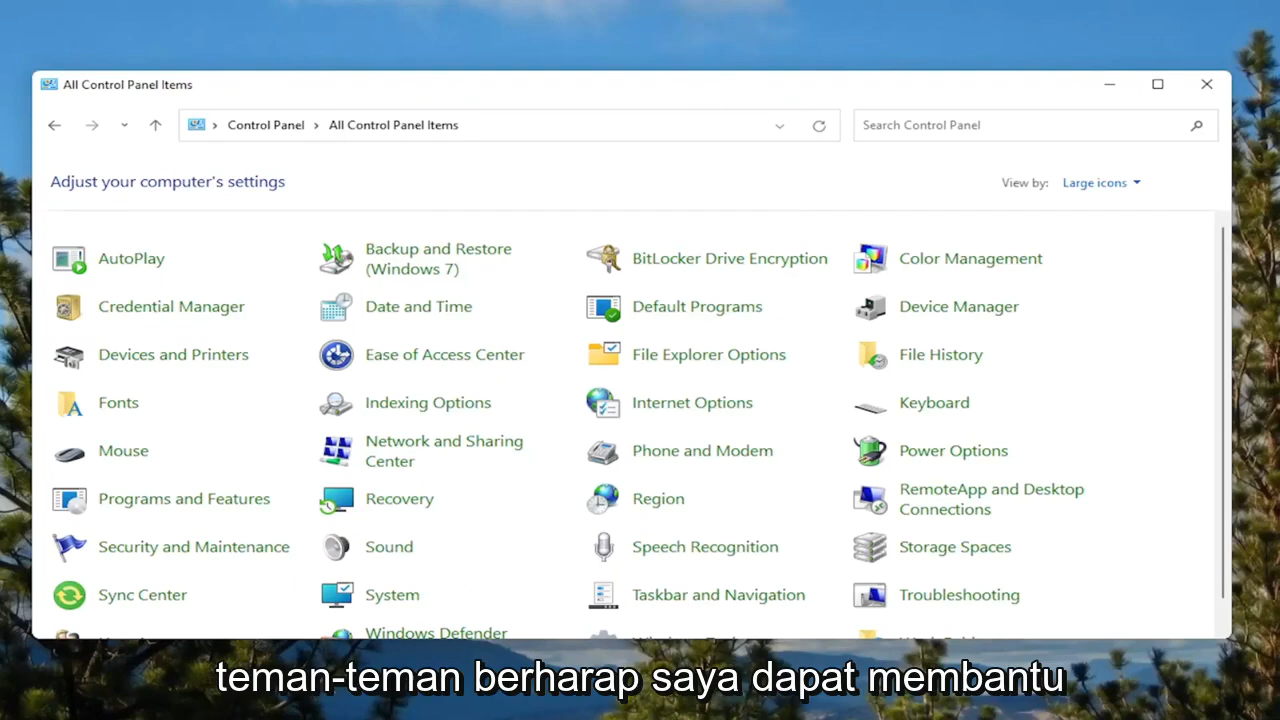 All Control Panel Items
Control Panel › All Control Panel Items
Search Control Panel
Adjust your computer's settings
View by: Large icons
AutoPlay
Backup and Restore
(Windows 7)
BitLocker Drive Encryption
Color Management
Credential Manager
Date and Time
Default Programs
Device Manager
Devices and Printers
Ease of Access Center
File Explorer Options
File History
Fonts
Indexing Options
Internet Options
Keyboard
Mouse
Network and Sharing
Center
Phone and Modem
Power Options
Programs and Features
Recovery
Region
RemoteApp and Desktop
Connections
Security and Maintenance
Sound
Speech Recognition
Storage Spaces
Sync Center
System
Taskbar and Navigation
Troubleshooting
Windows Defender
teman-teman berharap saya dapat membantu